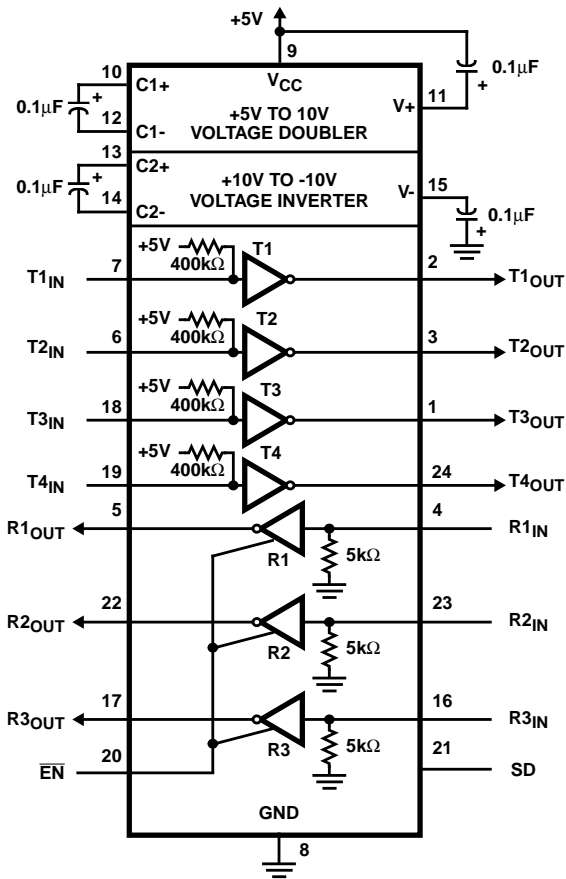 +5V
9
VCC
10
C1+
0.1µF
+
12
C1-
+5V TO 10V
VOLTAGE DOUBLER
V+
11
0.1µF
+
13
C2+
0.1µF
+
14
C2-
+10V TO -10V
VOLTAGE INVERTER
V-
15
0.1µF
+
T1IN
7
+5V
400kΩ
T1
2
T1OUT
T2IN
6
+5V
400kΩ
T2
3
T2OUT
T3IN
18
+5V
400kΩ
T3
1
T3OUT
T4IN
19
+5V
400kΩ
T4
24
T4OUT
R1OUT
5
R1
5kΩ
4
R1IN
R2OUT
22
R2
5kΩ
23
R2IN
R3OUT
17
R3
5kΩ
16
R3IN
EN
20
21
SD
GND
8